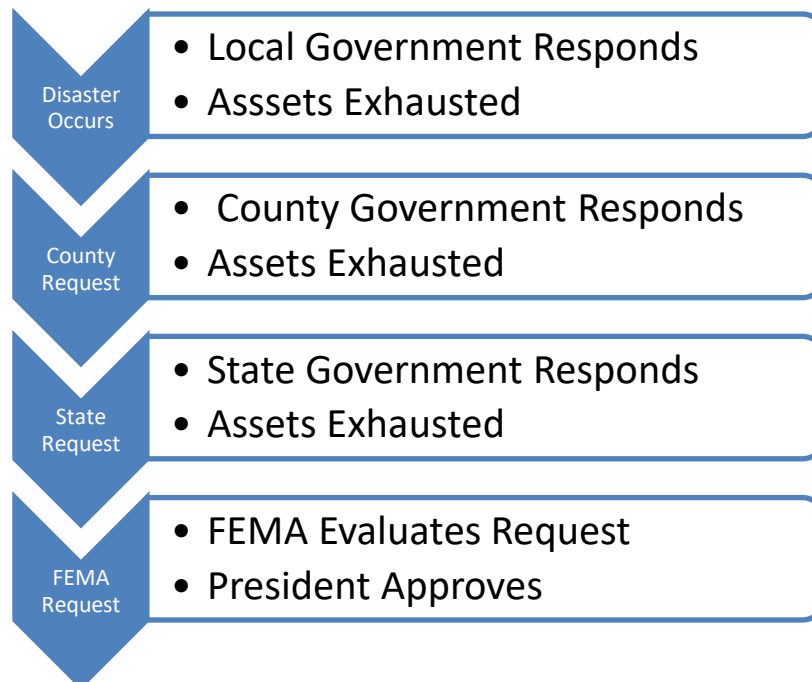 Disaster
Occurs
• Local Government Responds
• Asssets Exhausted
County
Request
• County Government Responds
• Assets Exhausted
State
Request
• State Government Responds
• Assets Exhausted
FEMA
Request
• FEMA Evaluates Request
• President Approves